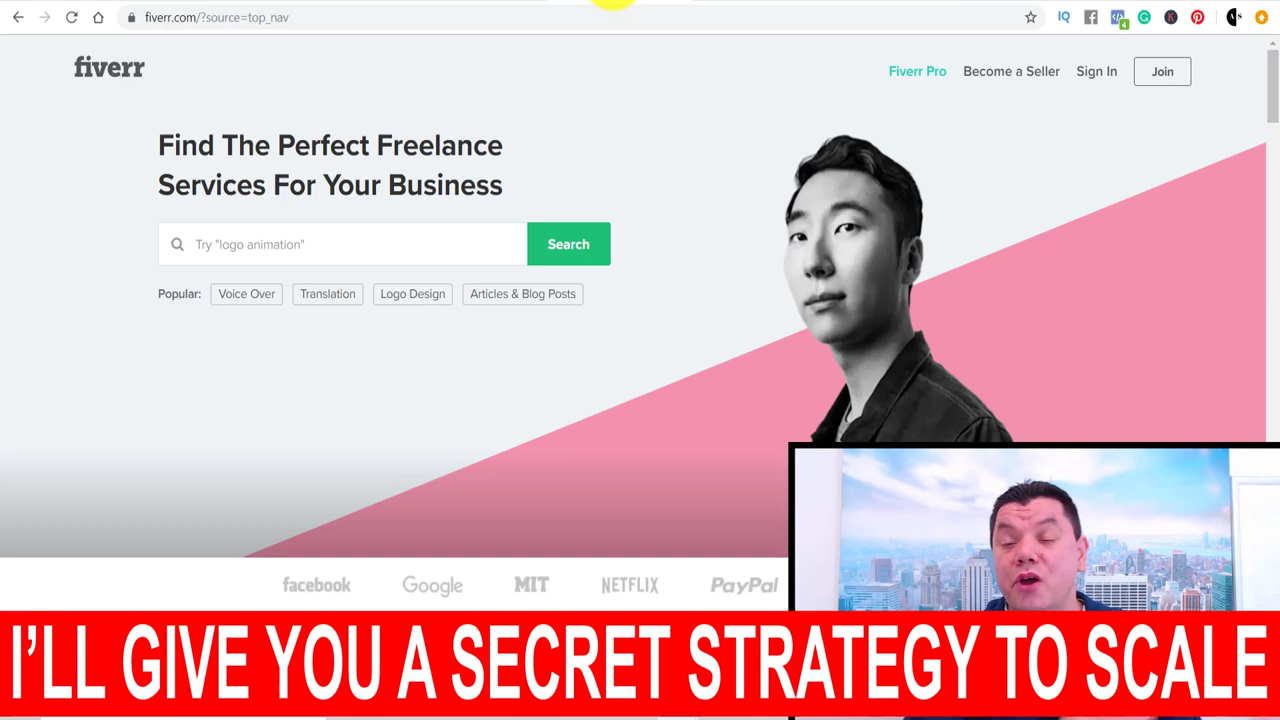 fiverr.com/?source=top_nav
IQ
4
K
fiverr
Fiverr Pro
Become a Seller
Sign In
Join
Find The Perfect Freelance
Services For Your Business
Try "logo animation"
Search
Popular:
Voice Over
Translation
Logo Design
Articles & Blog Posts
facebook
Google
MIT
NETFLIX
PayPal
I'LL GIVE YOU A SECRET STRATEGY TO SCALE